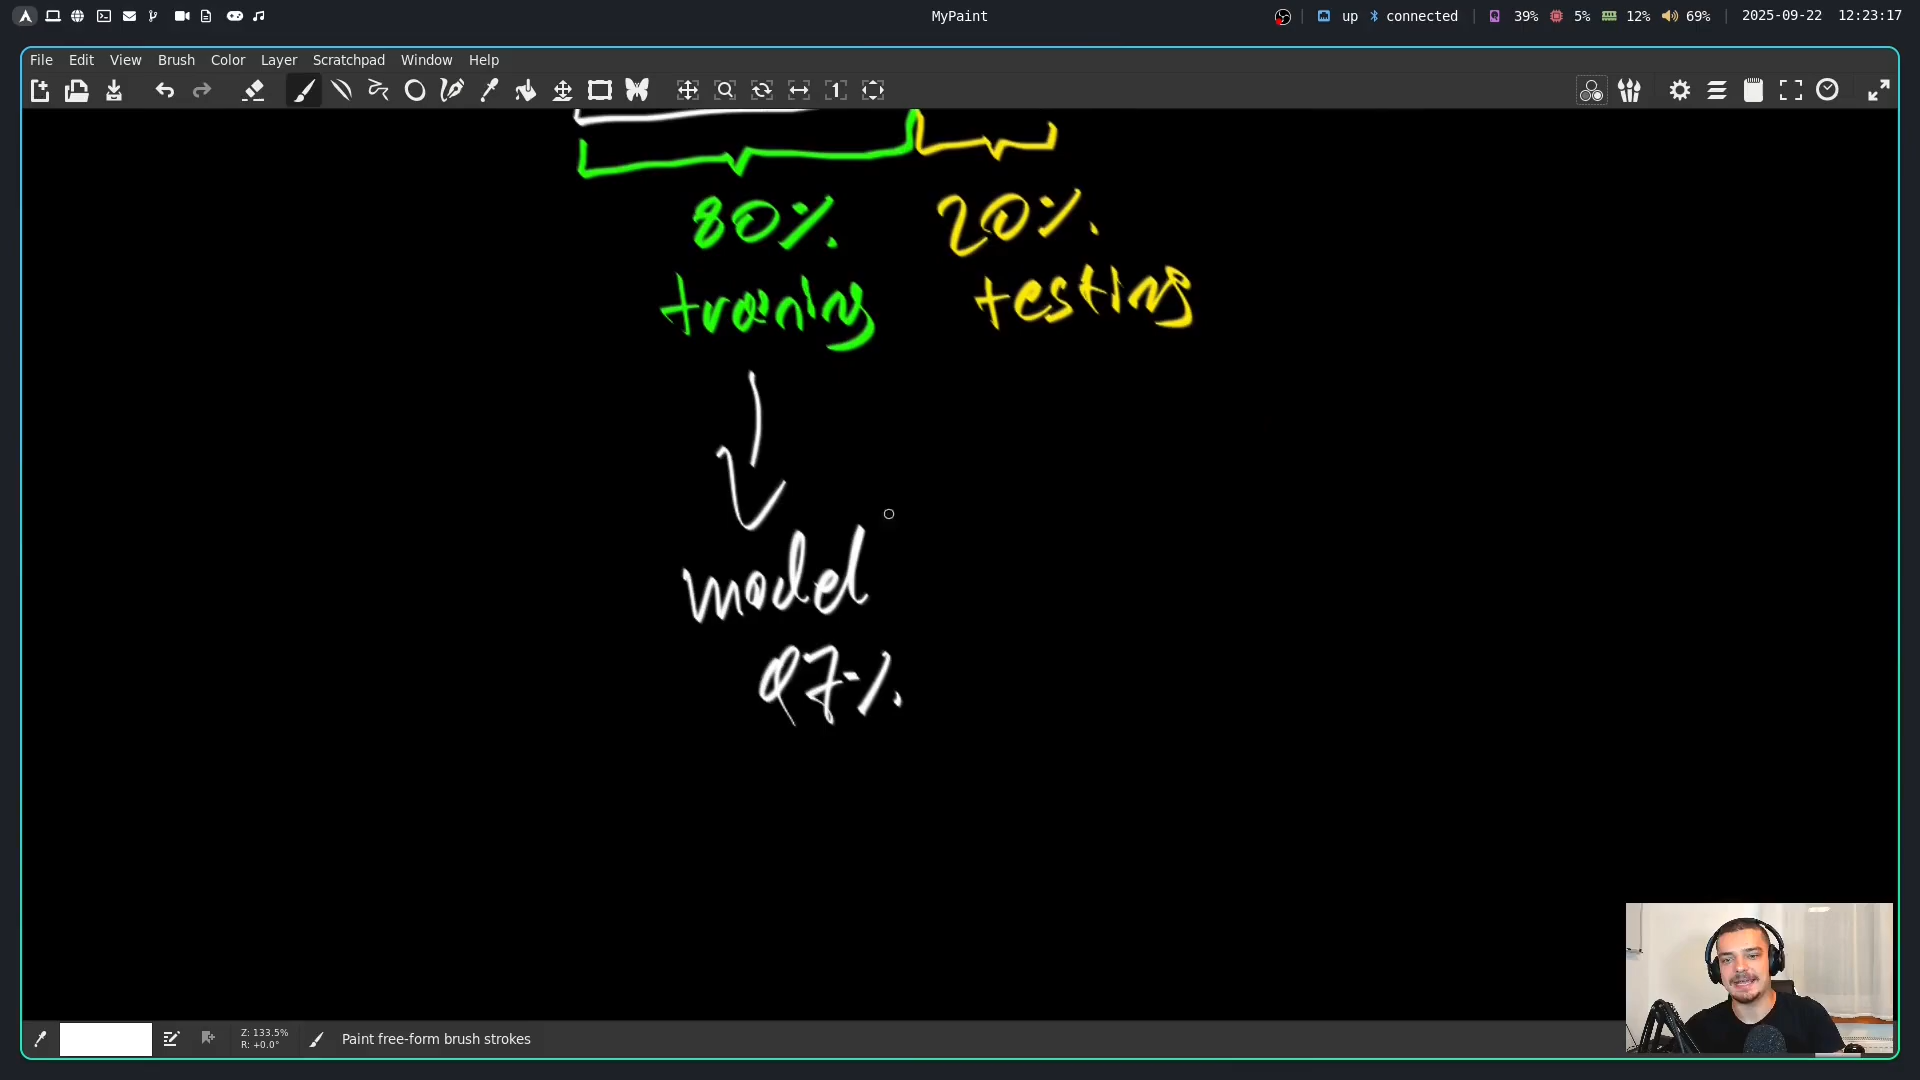 MyPaint
up connected 39% 5% 12% 69% 2025-09-22 12:23:17
File Edit View Brush Color Layer Scratchpad Window Help
1
80% 20%
training testing
model
97%
Z: 133.5%
R: +0.0°
Paint free-form brush strokes